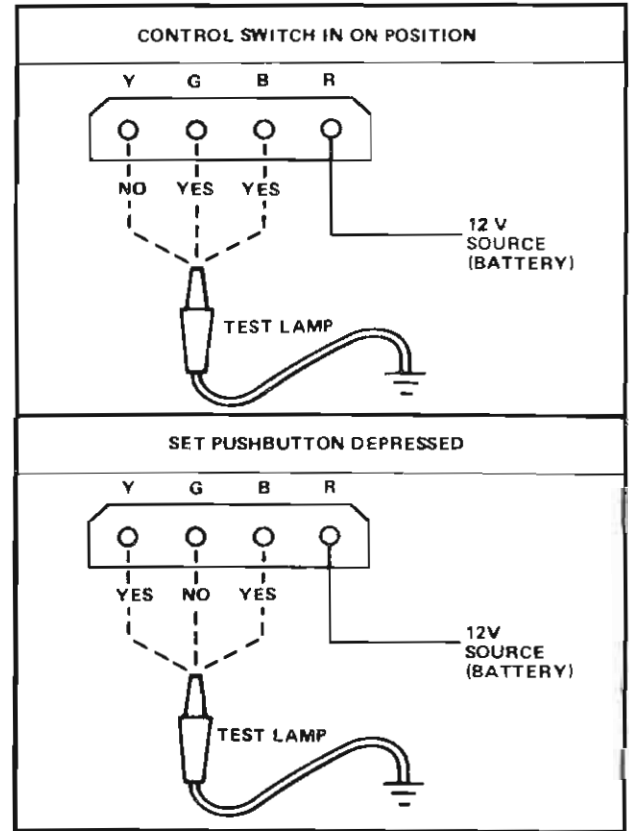 CONTROL SWITCH IN ON POSITION
Y G B R
NO YES YES
12 V
SOURCE
(BATTERY)
TEST LAMP
SET PUSHBUTTON DEPRESSED
Y G B R
YES NO YES
12V
SOURCE
(BATTERY)
TEST LAMP